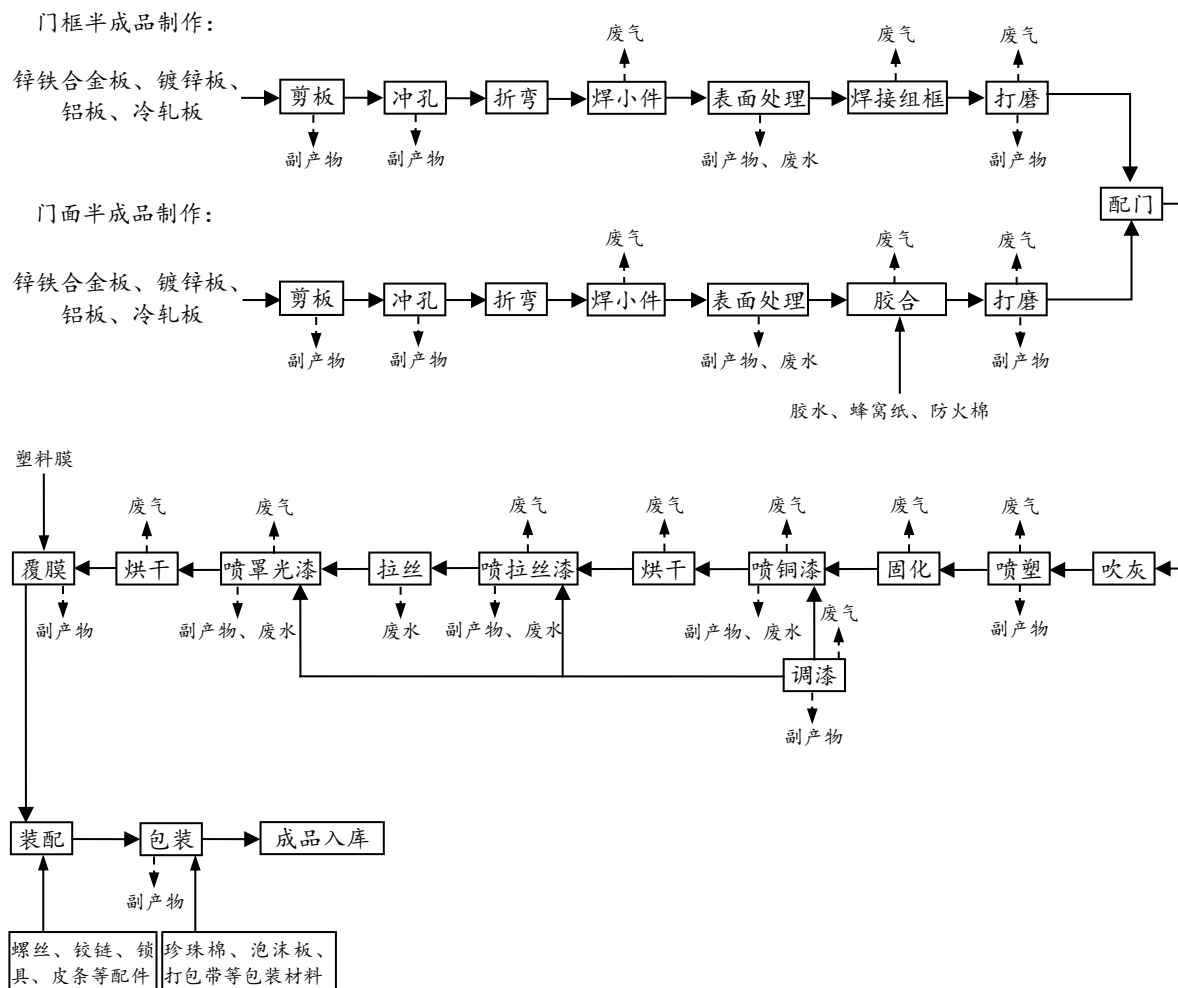 门框半成品制作：
废气
废气
废气
锌铁合金板、镀锌板、
铝板、冷轧板
剪板
冲孔
折弯
焊小件
表面处理
焊接组框
打磨
副产物
副产物
副产物、废水
副产物
配门
门面半成品制作：
废气
废气
废气
锌铁合金板、镀锌板、
铝板、冷轧板
剪板
冲孔
折弯
焊小件
表面处理
胶合
打磨
副产物
副产物
副产物、废水
副产物
胶水、蜂窝纸、防火棉
塑料膜
废气
废气
废气
废气
废气
废气
废气
覆膜
烘干
喷罩光漆
拉丝
喷拉丝漆
烘干
喷铜漆
固化
喷塑
吹灰
副产物
副产物、废水
废水
副产物、废水
副产物、废水
废气
副产物
调漆
副产物
装配
包装
成品入库
副产物
螺丝、铰链、锁
具、皮条等配件
珍珠棉、泡沫板、
打包带等包装材料